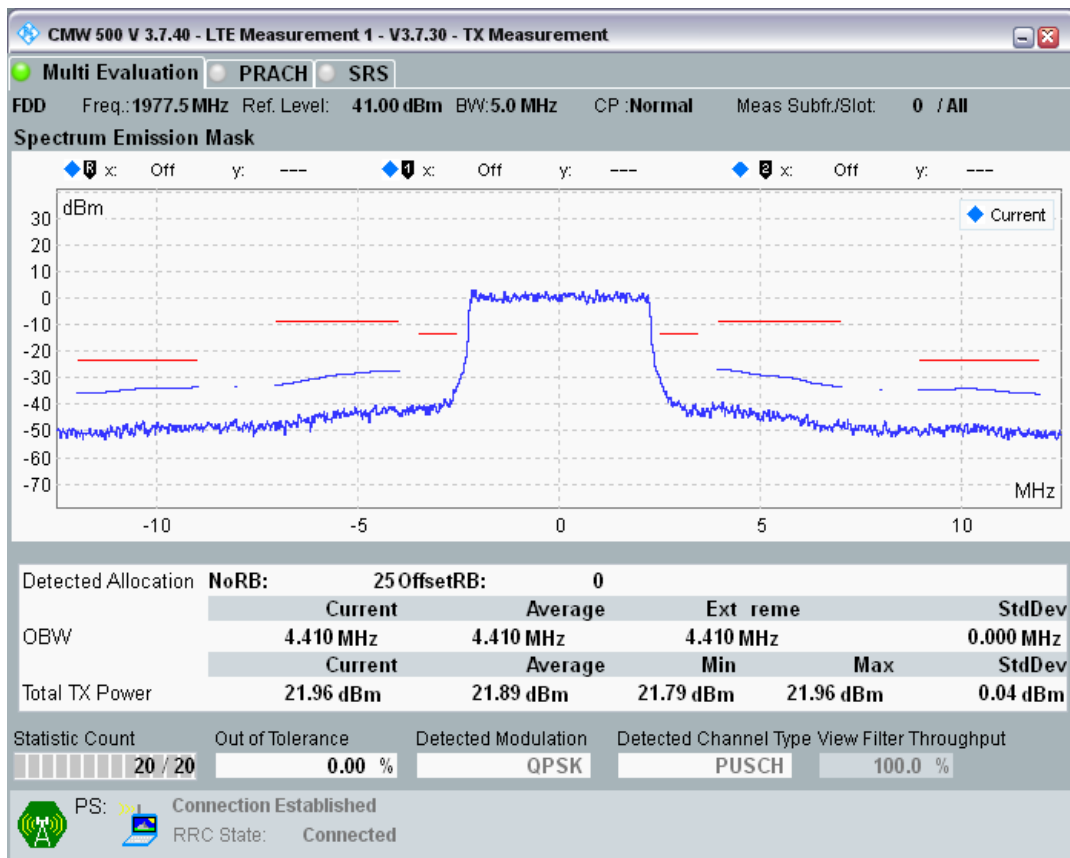 CMW 500 V 3.7.40 - LTE Measurement 1 - V3.7.30 - TX Measurement
Multi Evaluation PRACH SRS
FDD Freq.: 1977.5 MHz Ref. Level: 41.00 dBm BW: 5.0 MHz CP : Normal Meas Subfr./Slot: 0 / All
Spectrum Emission Mask
R x: Off y: --- 1 x: Off y: --- 2 x: Off y: ---
dBm
Current
30
20
10
0
-10
-20
-30
-40
-50
-60
-70
MHz
-10 -5 0 5 10
Detected Allocation NoRB: 25 OffsetRB: 0
Current Average Ext reme StdDev
OBW 4.410 MHz 4.410 MHz 4.410 MHz 0.000 MHz
Current Average Min Max StdDev
Total TX Power 21.96 dBm 21.89 dBm 21.79 dBm 21.96 dBm 0.04 dBm
Statistic Count Out of Tolerance Detected Modulation Detected Channel Type View Filter Throughput
20 / 20 0.00 % QPSK PUSCH 100.0 %
PS: Connection Established
RRC State: Connected